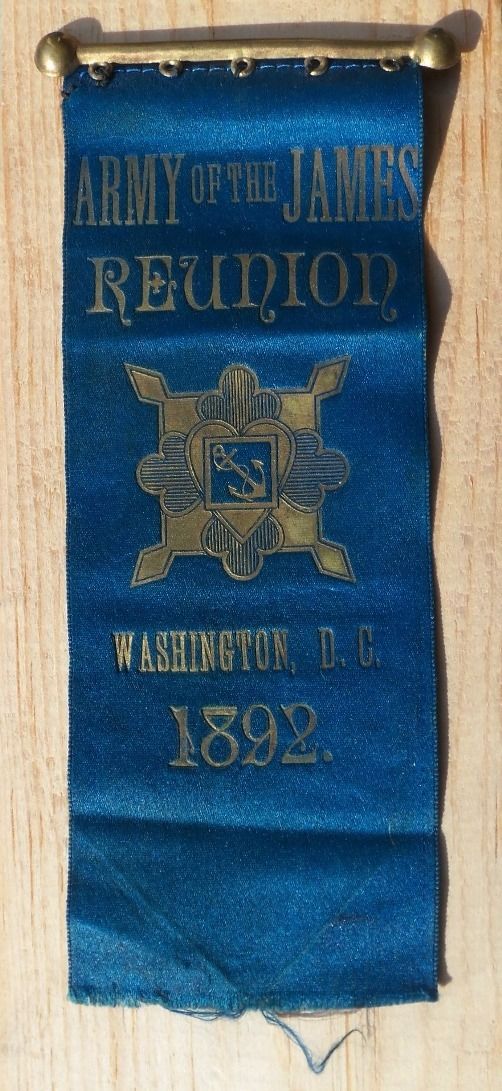 ARMY OF THE JAMES
REUNION
WASHINGTON, D. C.
1892.